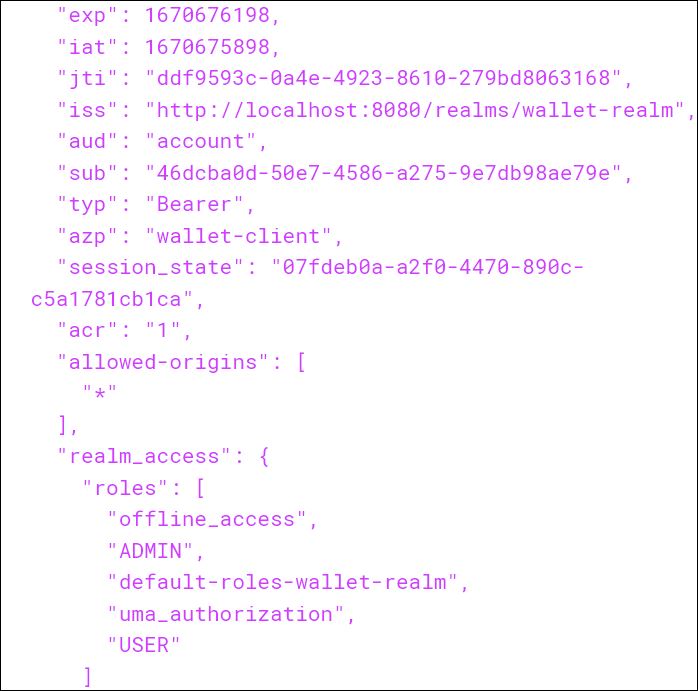 "exp": 1670676198,
"iat": 1670675898,
"jti": "ddf9593c-0a4e-4923-8610-279bd8063168",
"iss": "http://localhost:8080/realms/wallet-realm",
"aud": "account",
"sub": "46dcba0d-50e7-4586-a275-9e7db98ae79e",
"typ": "Bearer",
"azp": "wallet-client",
"session_state": "07fdeb0a-a2f0-4470-890c-
c5a1781cb1ca",
"acr": "1",
"allowed-origins": [
"*"
],
"realm_access": {
"roles": [
"offline_access",
"ADMIN",
"default-roles-wallet-realm",
"uma_authorization",
"USER"
]